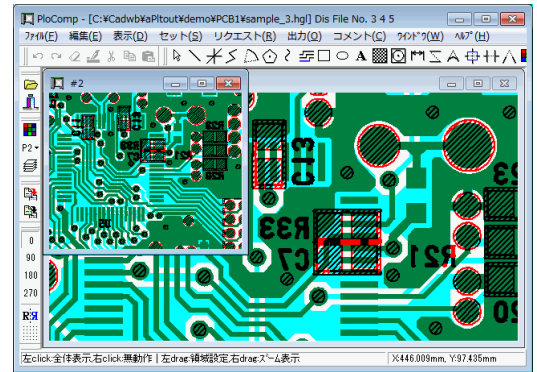 PloComp - [C:¥Cadwb¥aPltout¥demo¥PCB1¥sample_3.hgl] Dis File No. 3 4 5
ファイル(F) 編集(E) 表示(D) セット(S) リクエスト(R) 出力(O) コメント(C) ウインドウ(W) ヘルプ(H)
A
#2
P2
0
90
180
270
R R
C13
R33
C7
R21
23
20
左click:全体表示,右click:無動作 | 左drag:領域設定,右drag:ズーム表示
X:446.009mm, Y:97.435mm